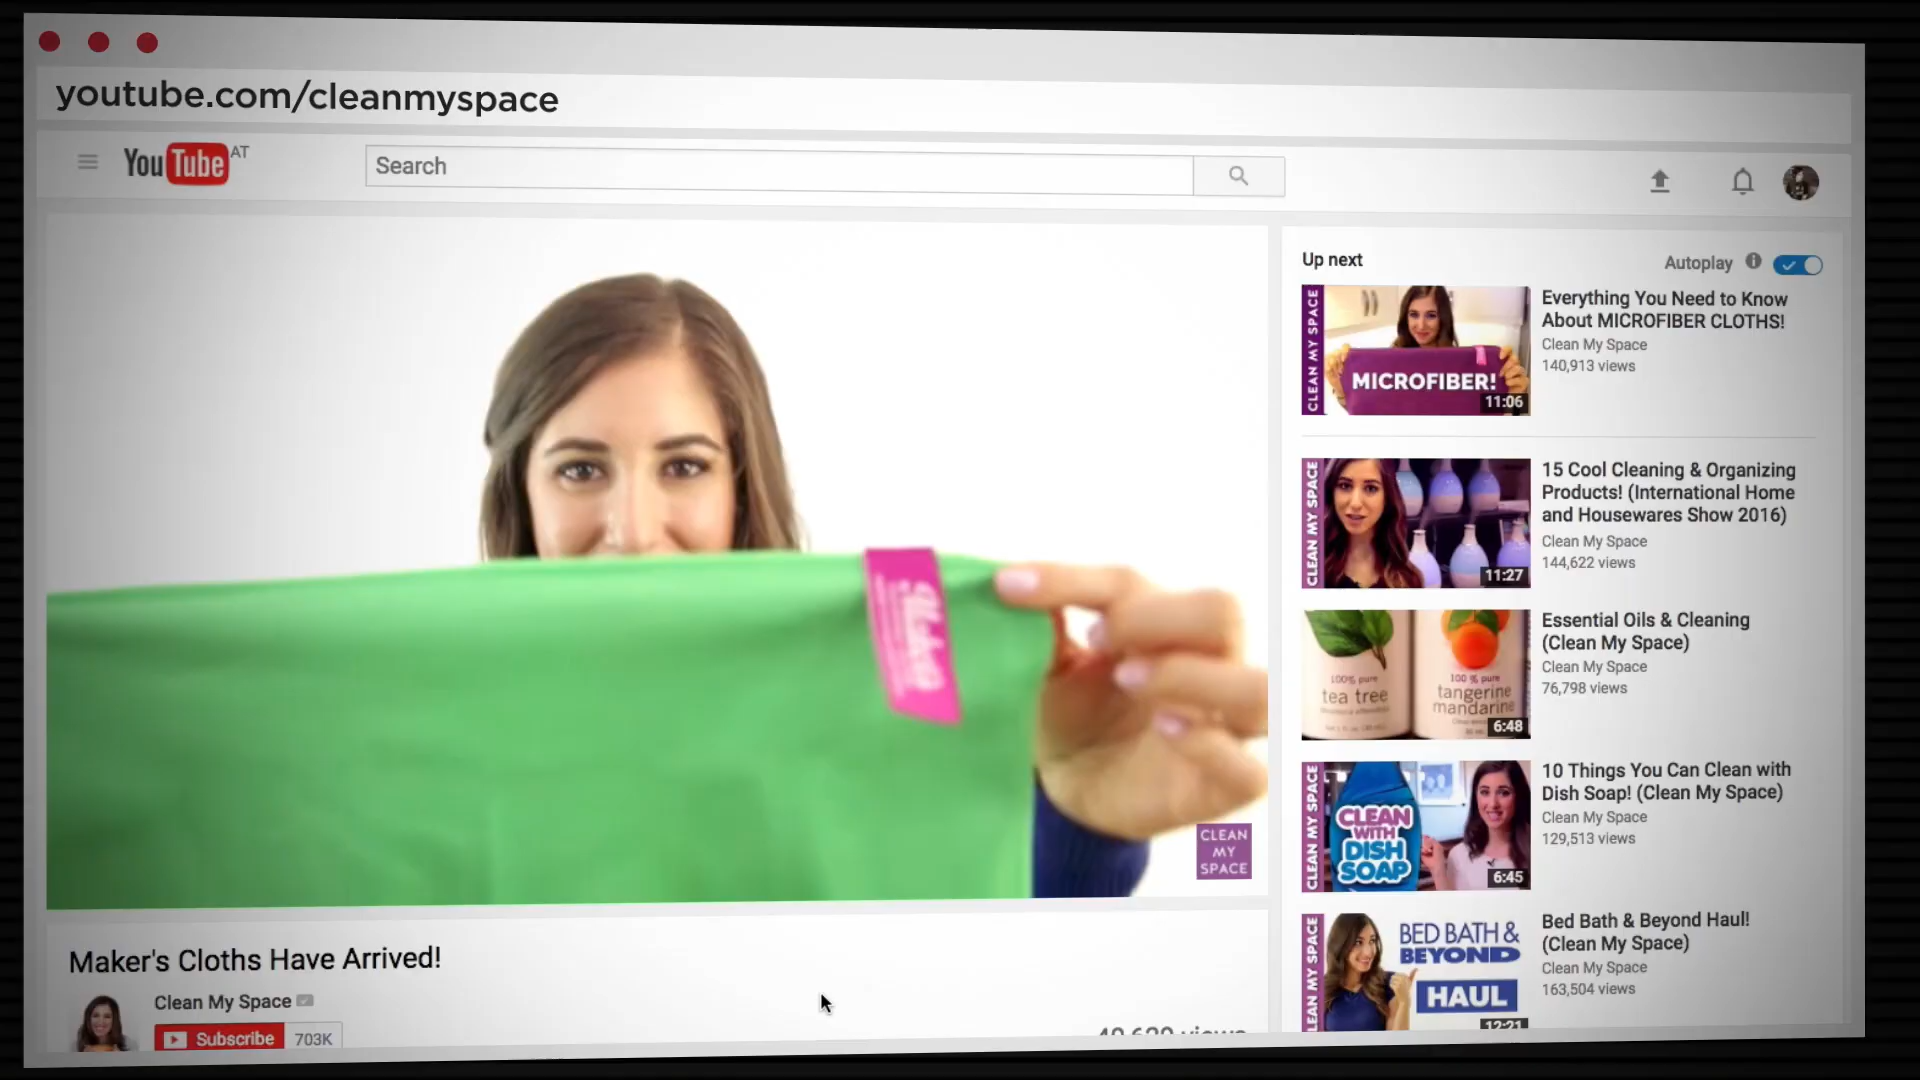 youtube.com/cleanmyspace
YouTube AT
Search
Up next
Autoplay
CLEAN MY SPACE
MICROFIBER!
11:06
Everything You Need to Know
About MICROFIBER CLOTHS!
Clean My Space
140,913 views
CLEAN MY SPACE
11:27
15 Cool Cleaning & Organizing
Products! (International Home
and Housewares Show 2016)
Clean My Space
144,622 views
100% pure
tea tree
100 % pure
tangerine
mandarine
6:48
Essential Oils & Cleaning
(Clean My Space)
Clean My Space
76,798 views
CLEAN MY SPACE
CLEAN
WITH
DISH
SOAP
6:45
10 Things You Can Clean with
Dish Soap! (Clean My Space)
Clean My Space
129,513 views
CLEAN MY SPACE
BED BATH &
BEYOND
HAUL
12:21
Bed Bath & Beyond Haul!
(Clean My Space)
Clean My Space
163,504 views
CLEAN
MY
SPACE
Maker's Cloths Have Arrived!
Clean My Space
Subscribe 703K
views